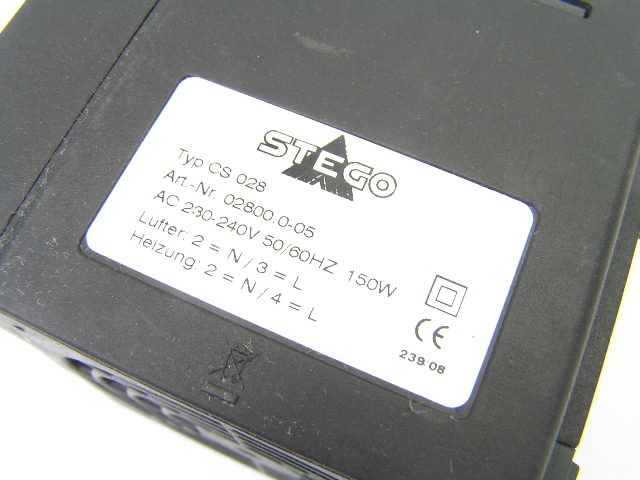 STEGO
Typ CS 028
Art.-Nr. 02800.0-05
AC 230-240V 50/60HZ 150W
Lüfter: 2 = N / 3 = L
Heizung: 2 = N / 4 = L
CE
239.08